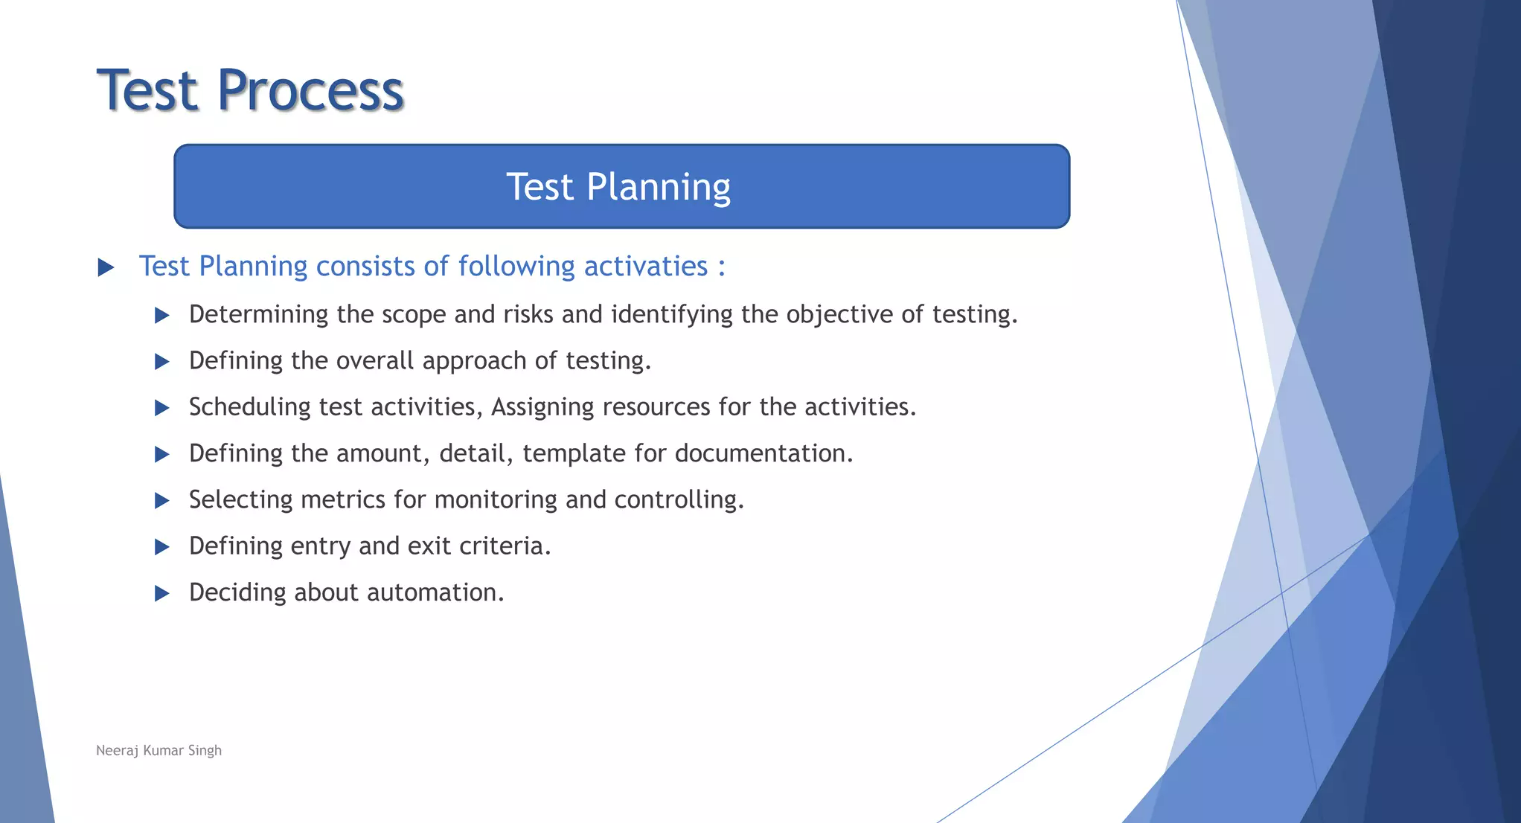 Test Process
Test Planning
Test Planning consists of following activaties :
Determining the scope and risks and identifying the objective of testing.
Defining the overall approach of testing.
Scheduling test activities, Assigning resources for the activities.
Defining the amount, detail, template for documentation.
Selecting metrics for monitoring and controlling.
Defining entry and exit criteria.
Deciding about automation.
Neeraj Kumar Singh